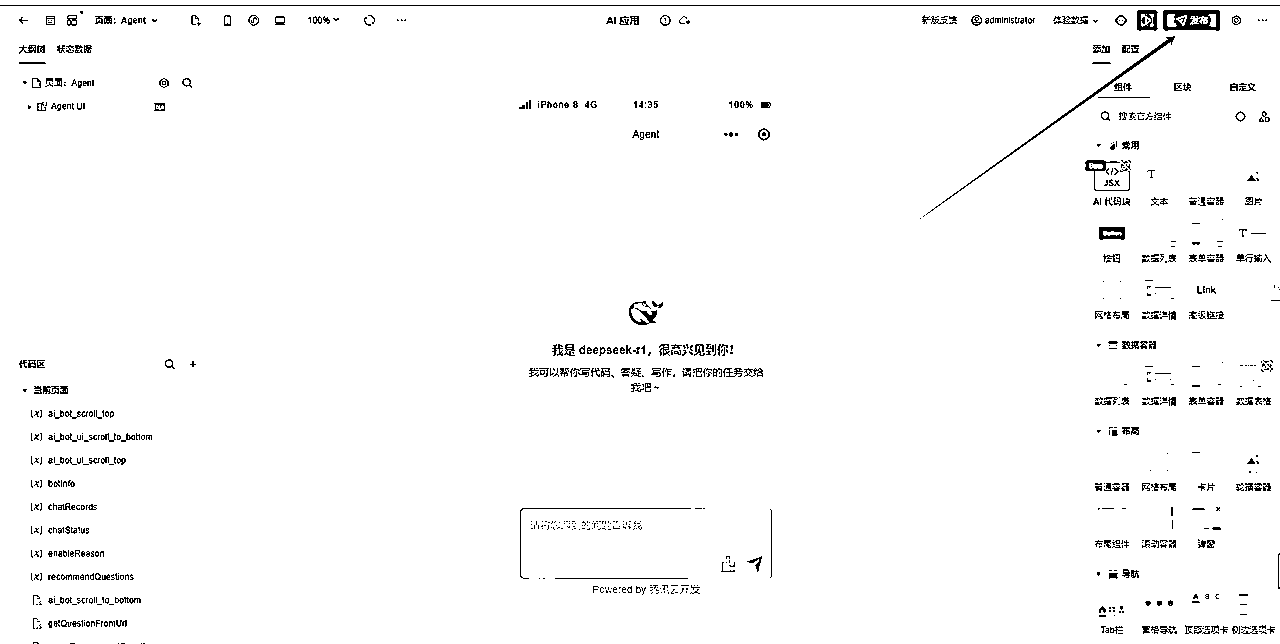 页面: Agent
100%
AI 应用
新版反馈
administrator
体验数据
发布
大纲树 状态数据
添加 配置
页面: Agent
Agent UI
组件 区块 自定义
搜索官方组件
iPhone 8 4G 14:35 100%
Agent
常用
</>
JSX
T
AI 代码块 文本 普通容器 图片
Button
T
按钮 数据列表 表单容器 单行输入
Link
网格布局 数据详情 超级链接
我是 deepseek-r1，很高兴见到你！
我可以帮你写代码、答疑、写作，请把你的任务交给
我吧~
数据容器
数据列表 数据详情 表单容器 数据表格
布局
普通容器 网格布局 卡片 轮播容器
布局组件 滚动容器 弹窗
导航
A B C
Tab栏 宫格导航 顶部选项卡 侧边选项卡
代码区
当前页面
[x] ai_bot_scroll_top
[x] ai_bot_ui_scroll_to_bottom
[x] ai_bot_ui_scroll_top
[x] botInfo
[x] chatRecords
[x] chatStatus
[x] enableReason
[x] recommendQuestions
ai_bot_scroll_to_bottom
getQuestionFromUrl
Powered by 腾讯云开发